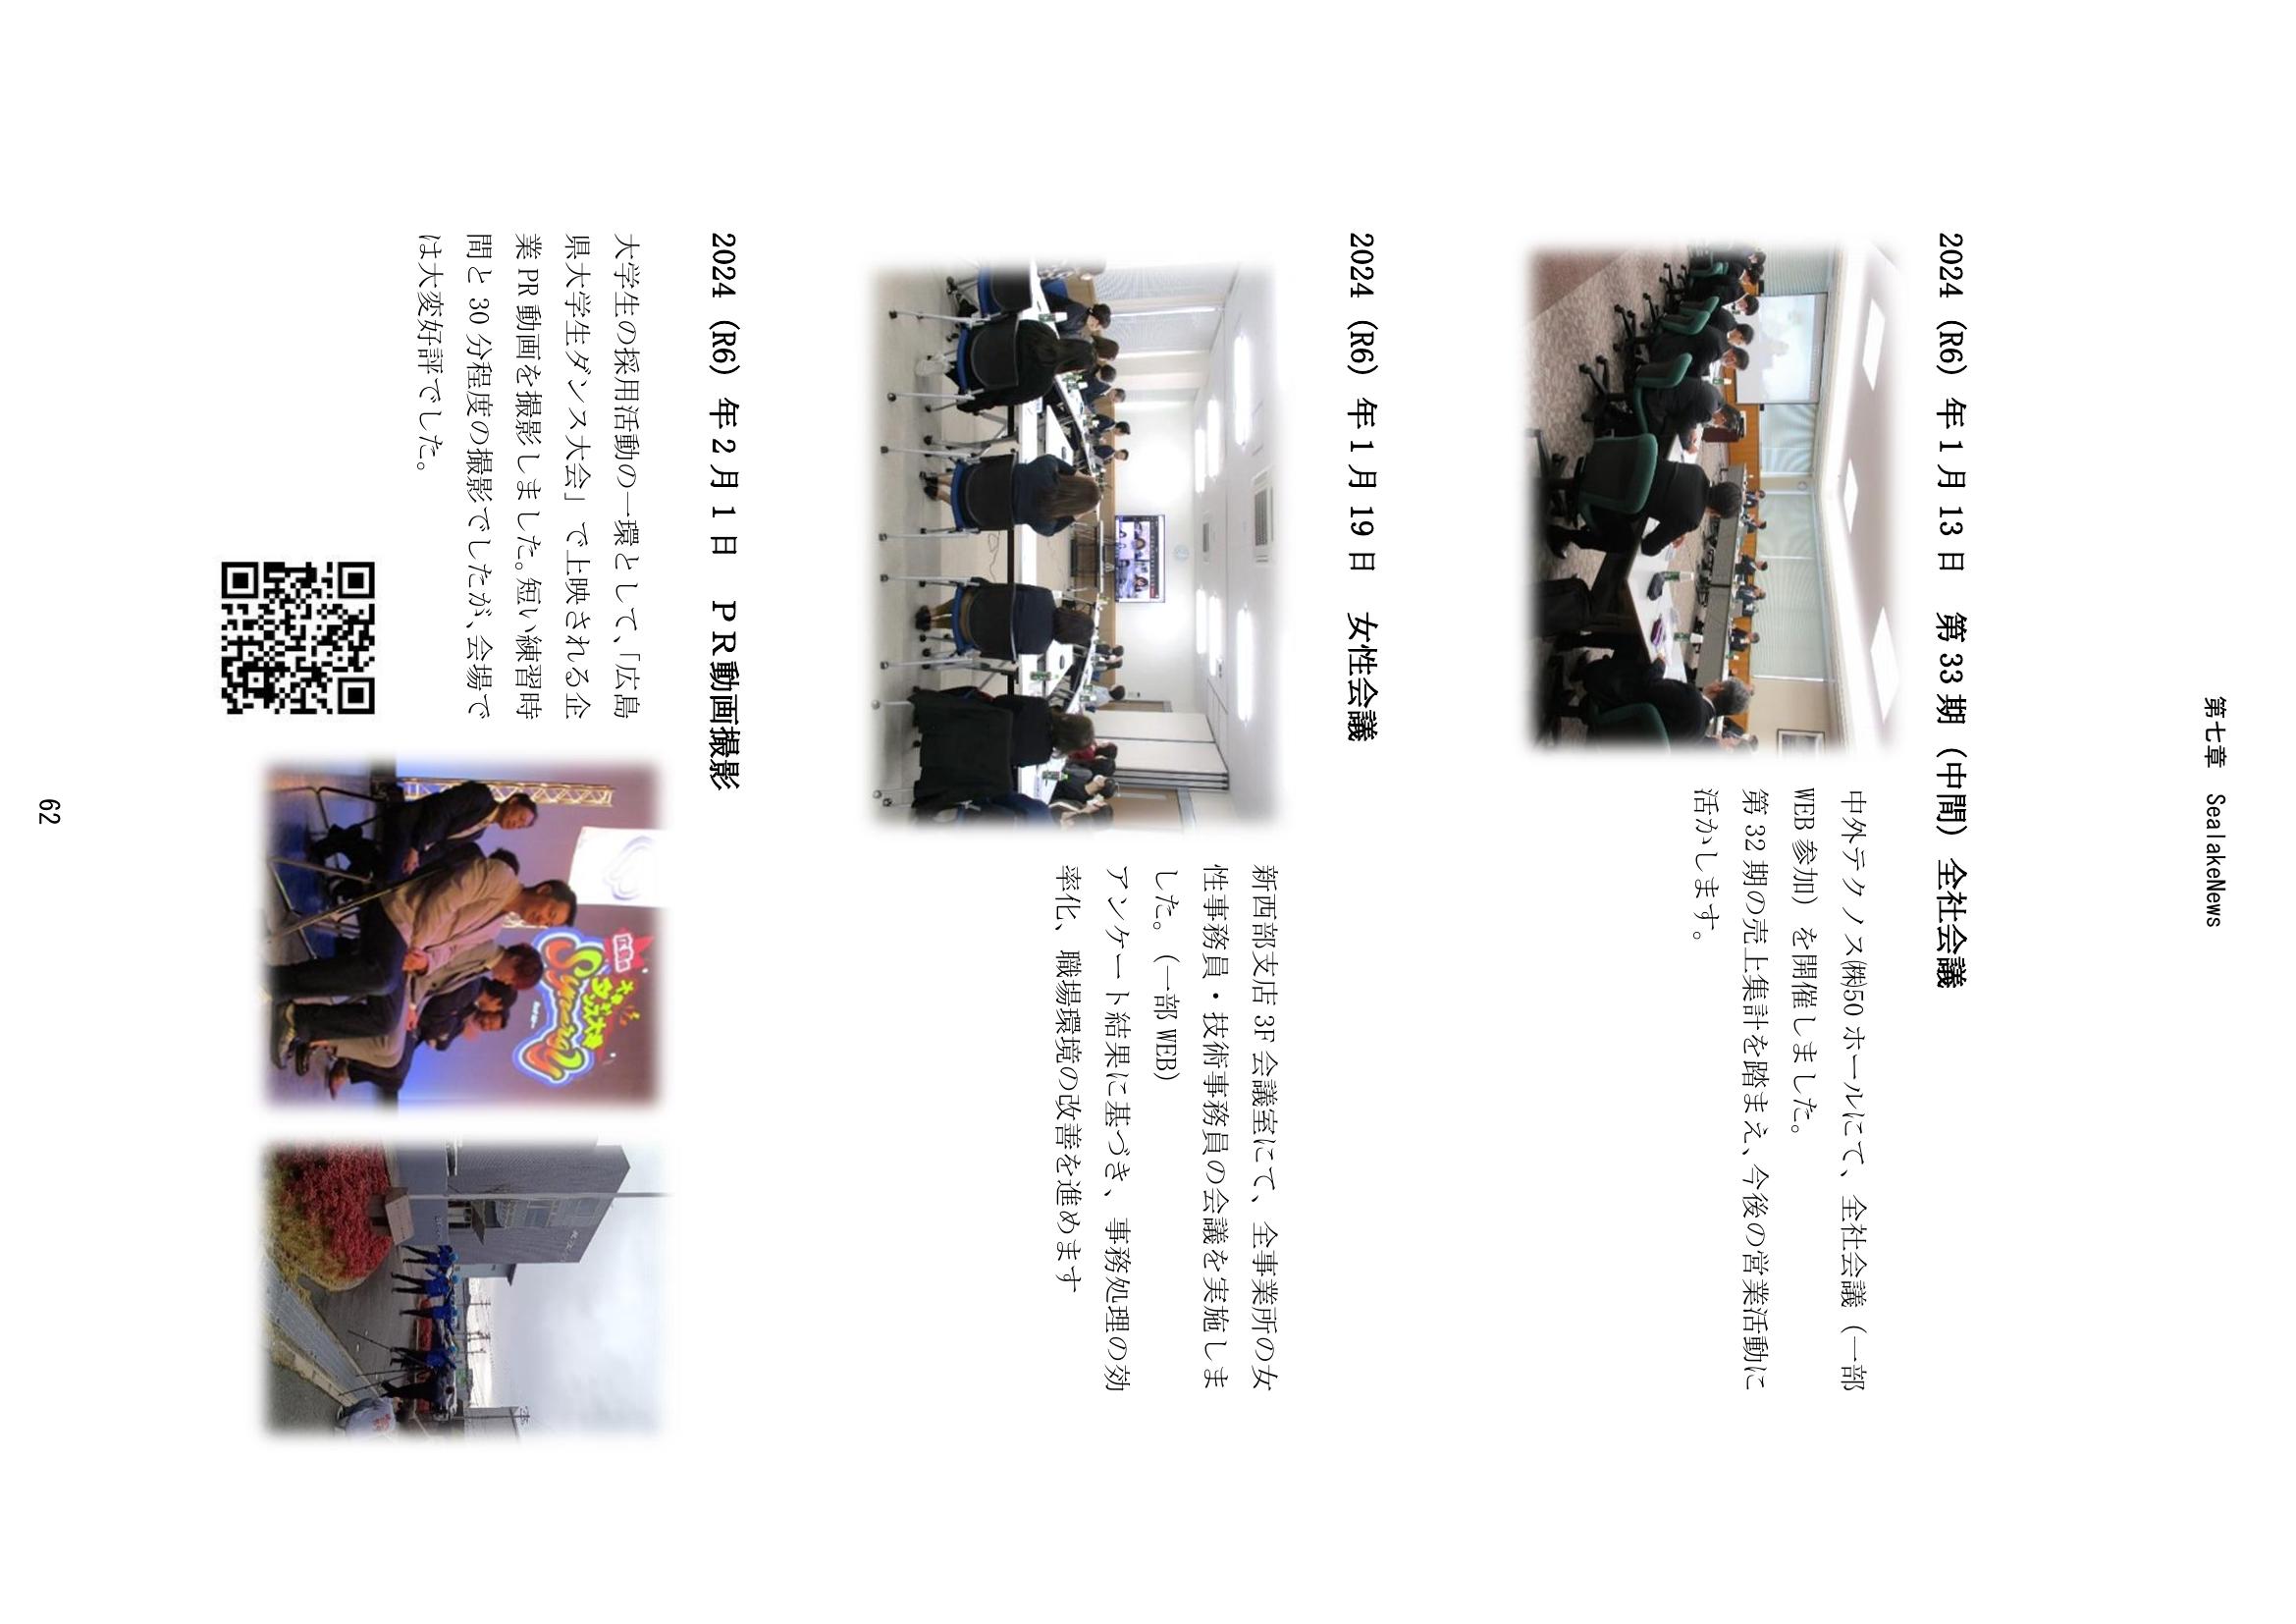 第七章　SealakeNews
2024（R6）年1月13日　第33期（中間）全社会議
中外テクノス㈱50ホールにて、全社会議（一部
WEB参加）を開催しました。
第32期の売上集計を踏まえ、今後の営業活動に
活かします。
2024（R6）年1月19日　女性会議
新西部支店3F会議室にて、全事業所の女
性事務員・技術事務員の会議を実施しま
した。（一部WEB）
アンケート結果に基づき、事務処理の効
率化、職場環境の改善を進めます
2024（R6）年2月1日　ＰＲ動画撮影
大学生の採用活動の一環として、「広島
県大学生ダンス大会」で上映される企
業PR動画を撮影しました。短い練習時
間と30分程度の撮影でしたが、会場で
は大変好評でした。
62